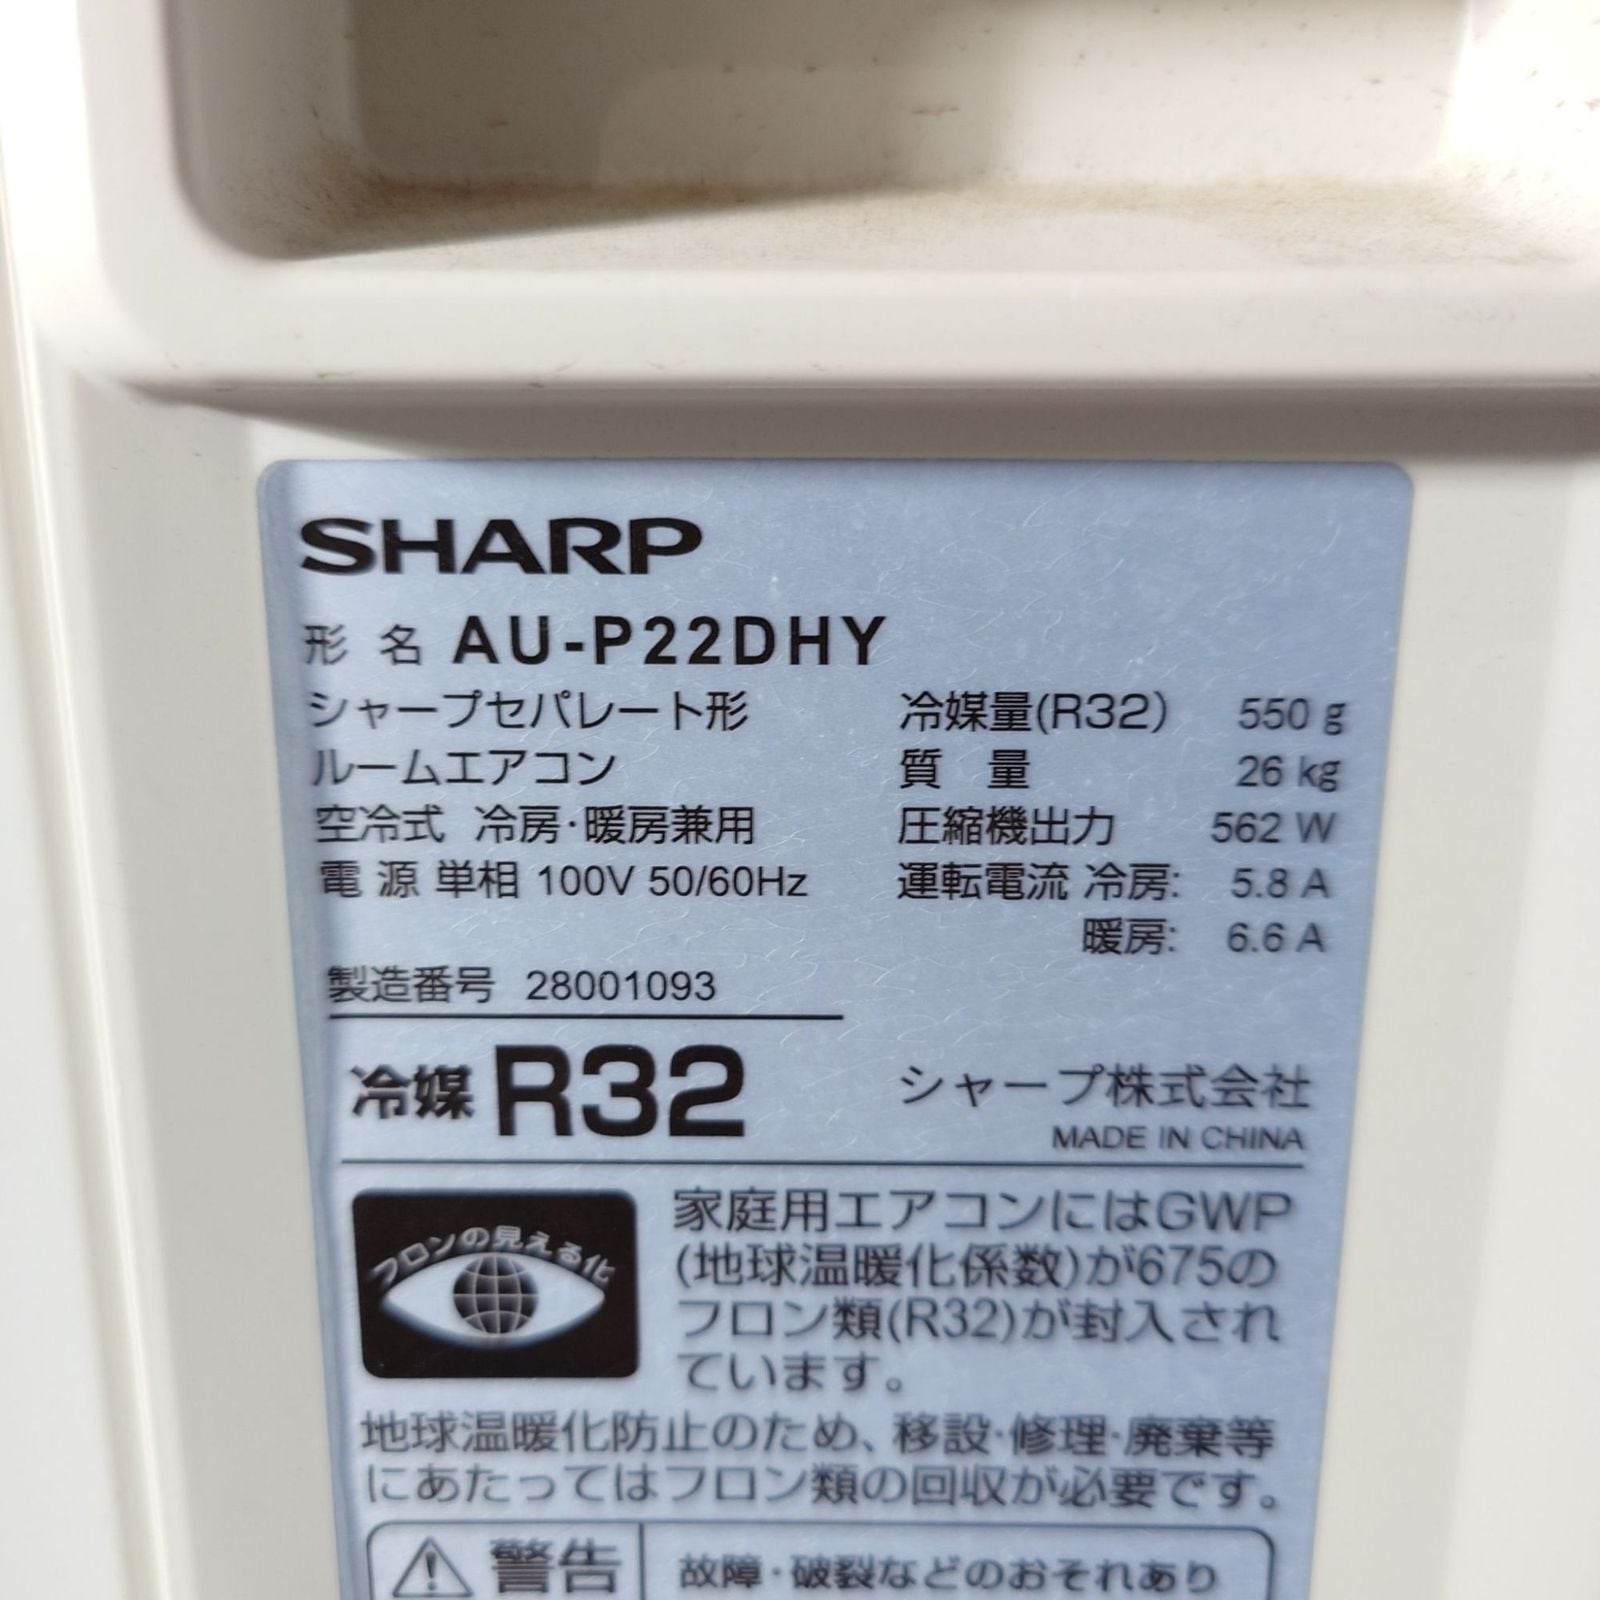 SHARP
形 名 AU-P22DHY
シャープセパレート形
ルームエアコン
空冷式 冷房・暖房兼用
電 源 単相 100V 50/60Hz
冷媒量(R32) 550 g
質 量 26 kg
圧縮機出力 562 W
運転電流 冷房: 5.8 A
暖房: 6.6 A
製造番号 28001093
冷媒 R32
シャープ株式会社
MADE IN CHINA
フロンの見える化
家庭用エアコンにはGWP
(地球温暖化係数)が675の
フロン類(R32)が封入され
ています。
地球温暖化防止のため、移設・修理・廃棄等
にあたってはフロン類の回収が必要です。
警告
故障・破裂などのおそれあり